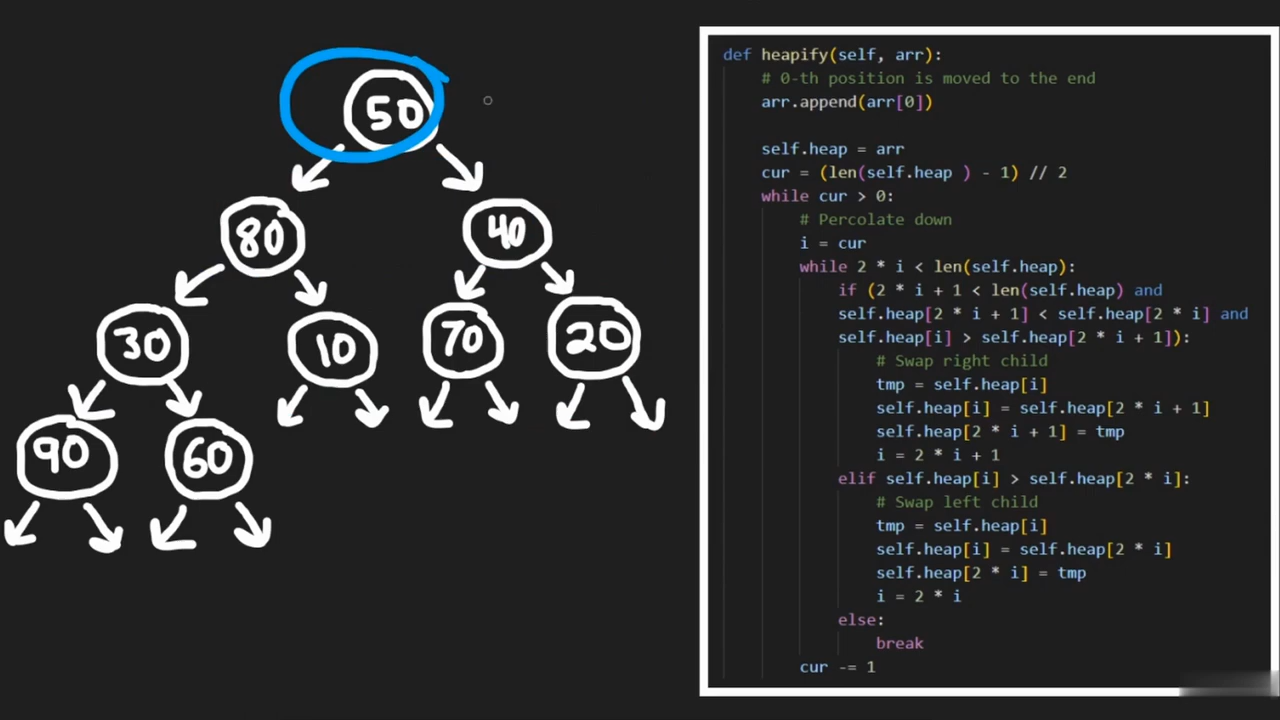 50
80 40
30 10 70 20
90 60
def heapify(self, arr):
# 0-th position is moved to the end
arr.append(arr[0])
self.heap = arr
cur = (len(self.heap ) - 1) // 2
while cur > 0:
# Percolate down
i = cur
while 2 * i < len(self.heap):
if (2 * i + 1 < len(self.heap) and
self.heap[2 * i + 1] < self.heap[2 * i] and
self.heap[i] > self.heap[2 * i + 1]):
# Swap right child
tmp = self.heap[i]
self.heap[i] = self.heap[2 * i + 1]
self.heap[2 * i + 1] = tmp
i = 2 * i + 1
elif self.heap[i] > self.heap[2 * i]:
# Swap left child
tmp = self.heap[i]
self.heap[i] = self.heap[2 * i]
self.heap[2 * i] = tmp
i = 2 * i
else:
break
cur -= 1